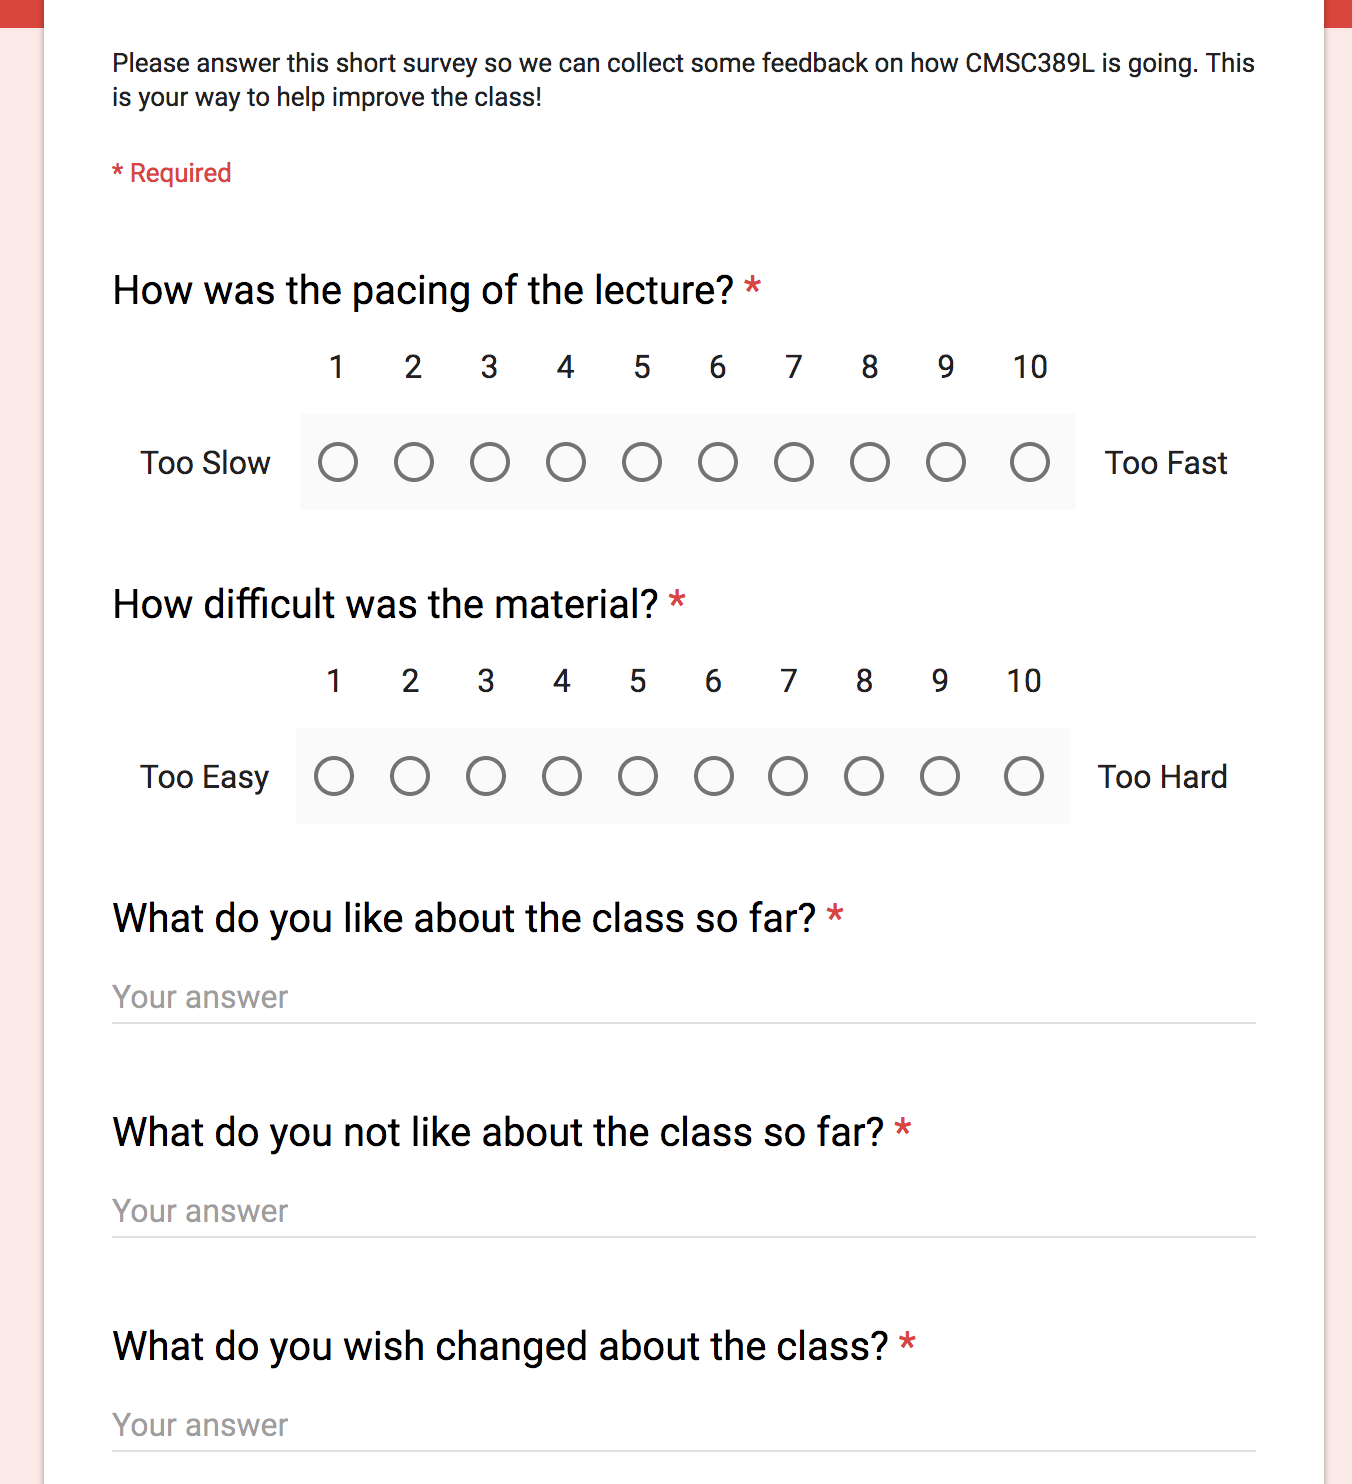 Please answer this short survey so we can collect some feedback on how CMSC389L is going. This
is your way to help improve the class!
* Required
How was the pacing of the lecture? *
1 2 3 4 5 6 7 8 9 10
Too Slow Too Fast
How difficult was the material? *
1 2 3 4 5 6 7 8 9 10
Too Easy Too Hard
What do you like about the class so far? *
Your answer
What do you not like about the class so far? *
Your answer
What do you wish changed about the class? *
Your answer